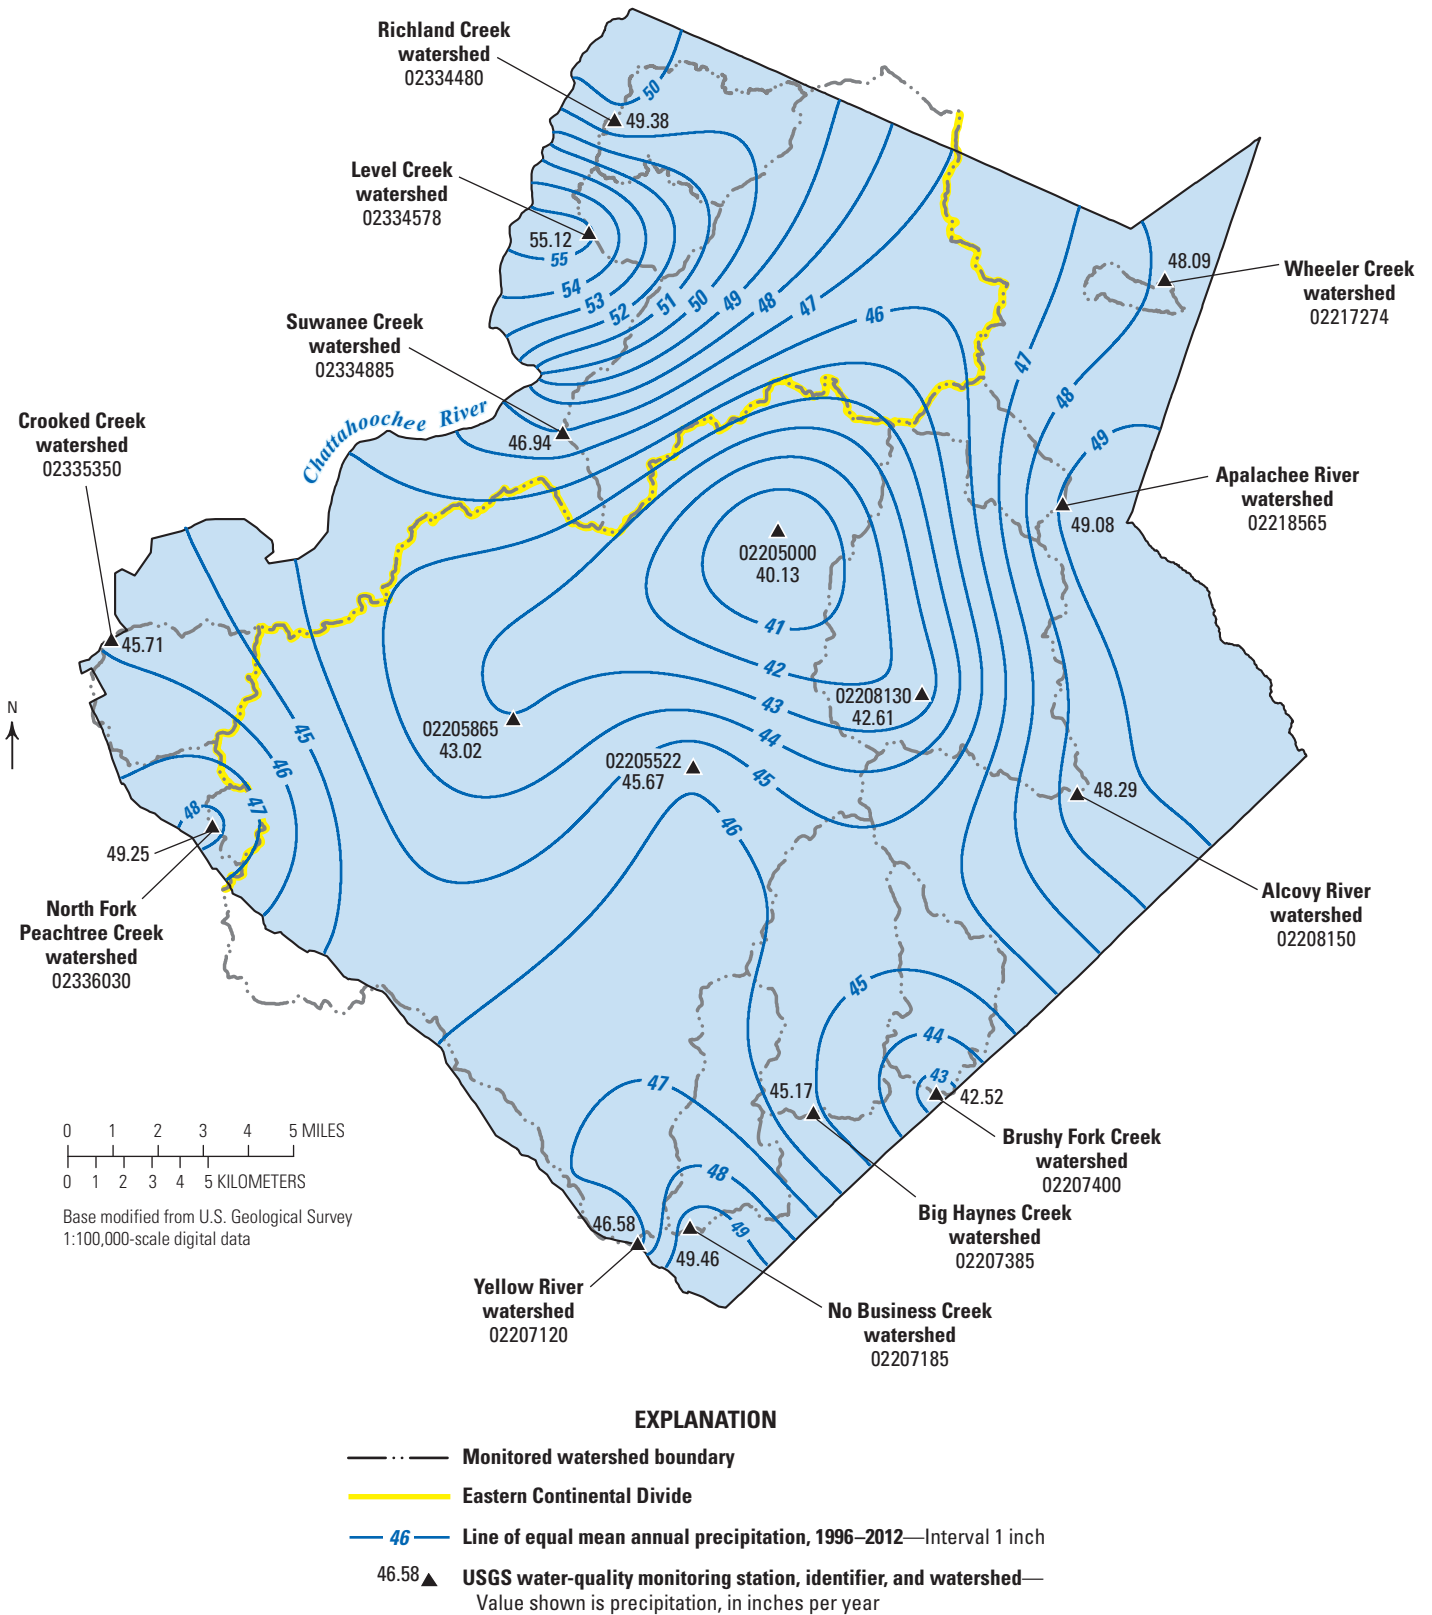 Richland Creek
watershed
02334480
50
49.38
Level Creek
watershed
02334578
55.12
55
54
53
52
51
50
49
48
47
46
48.09
Wheeler Creek
watershed
02217274
Suwanee Creek
watershed
02334885
47
48
49
Chattahoochee River
46.94
Crooked Creek
watershed
02335350
Apalachee River
watershed
02218565
49.08
02205000
40.13
41
42
43
44
45
45.71
N
02208130
42.61
02205865
43.02
02205522
45.67
45
46
47
48
46
48.29
49.25
North Fork
Peachtree Creek
watershed
02336030
Alcovy River
watershed
02208150
45
44
43
42.52
45.17
47
48
49
0 1 2 3 4 5 MILES
0 1 2 3 4 5 KILOMETERS
Base modified from U.S. Geological Survey
1:100,000-scale digital data
Brushy Fork Creek
watershed
02207400
Big Haynes Creek
watershed
02207385
46.58
49.46
Yellow River
watershed
02207120
No Business Creek
watershed
02207185
EXPLANATION
Monitored watershed boundary
Eastern Continental Divide
46 Line of equal mean annual precipitation, 1996–2012—Interval 1 inch
46.58 USGS water-quality monitoring station, identifier, and watershed—
Value shown is precipitation, in inches per year